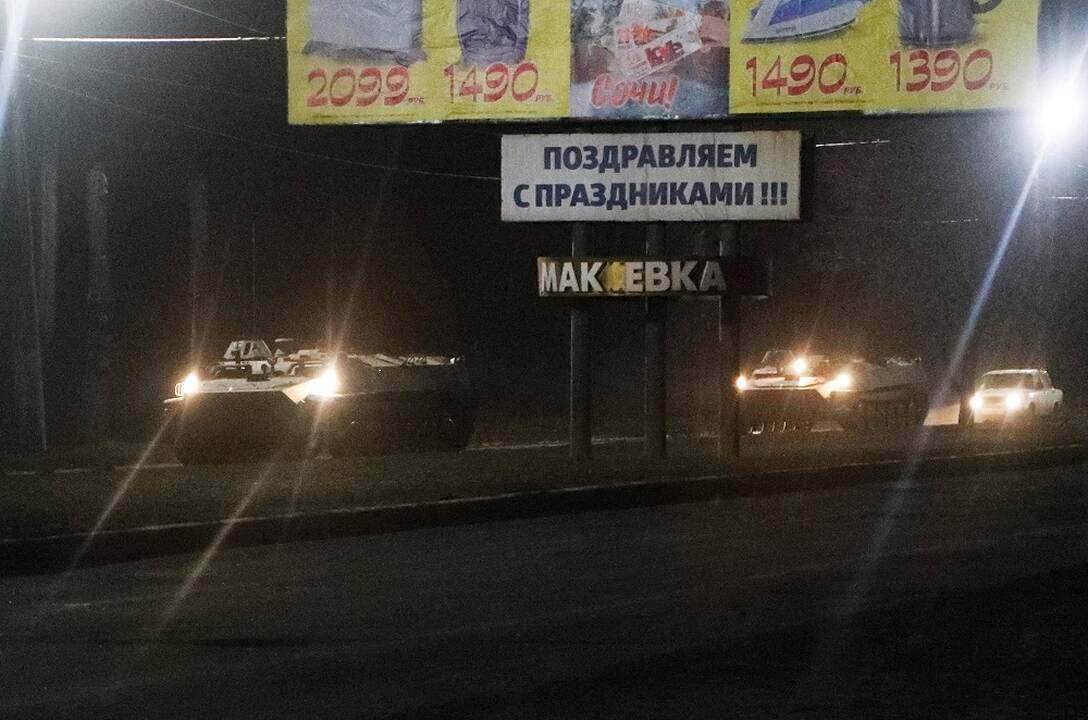 2099 РУБ. 1490 РУБ. 1490 РУБ. 1390 РУБ.
Сочи!
ПОЗДРАВЛЯЕМ
С ПРАЗДНИКАМИ !!!
МАКЕЕВКА